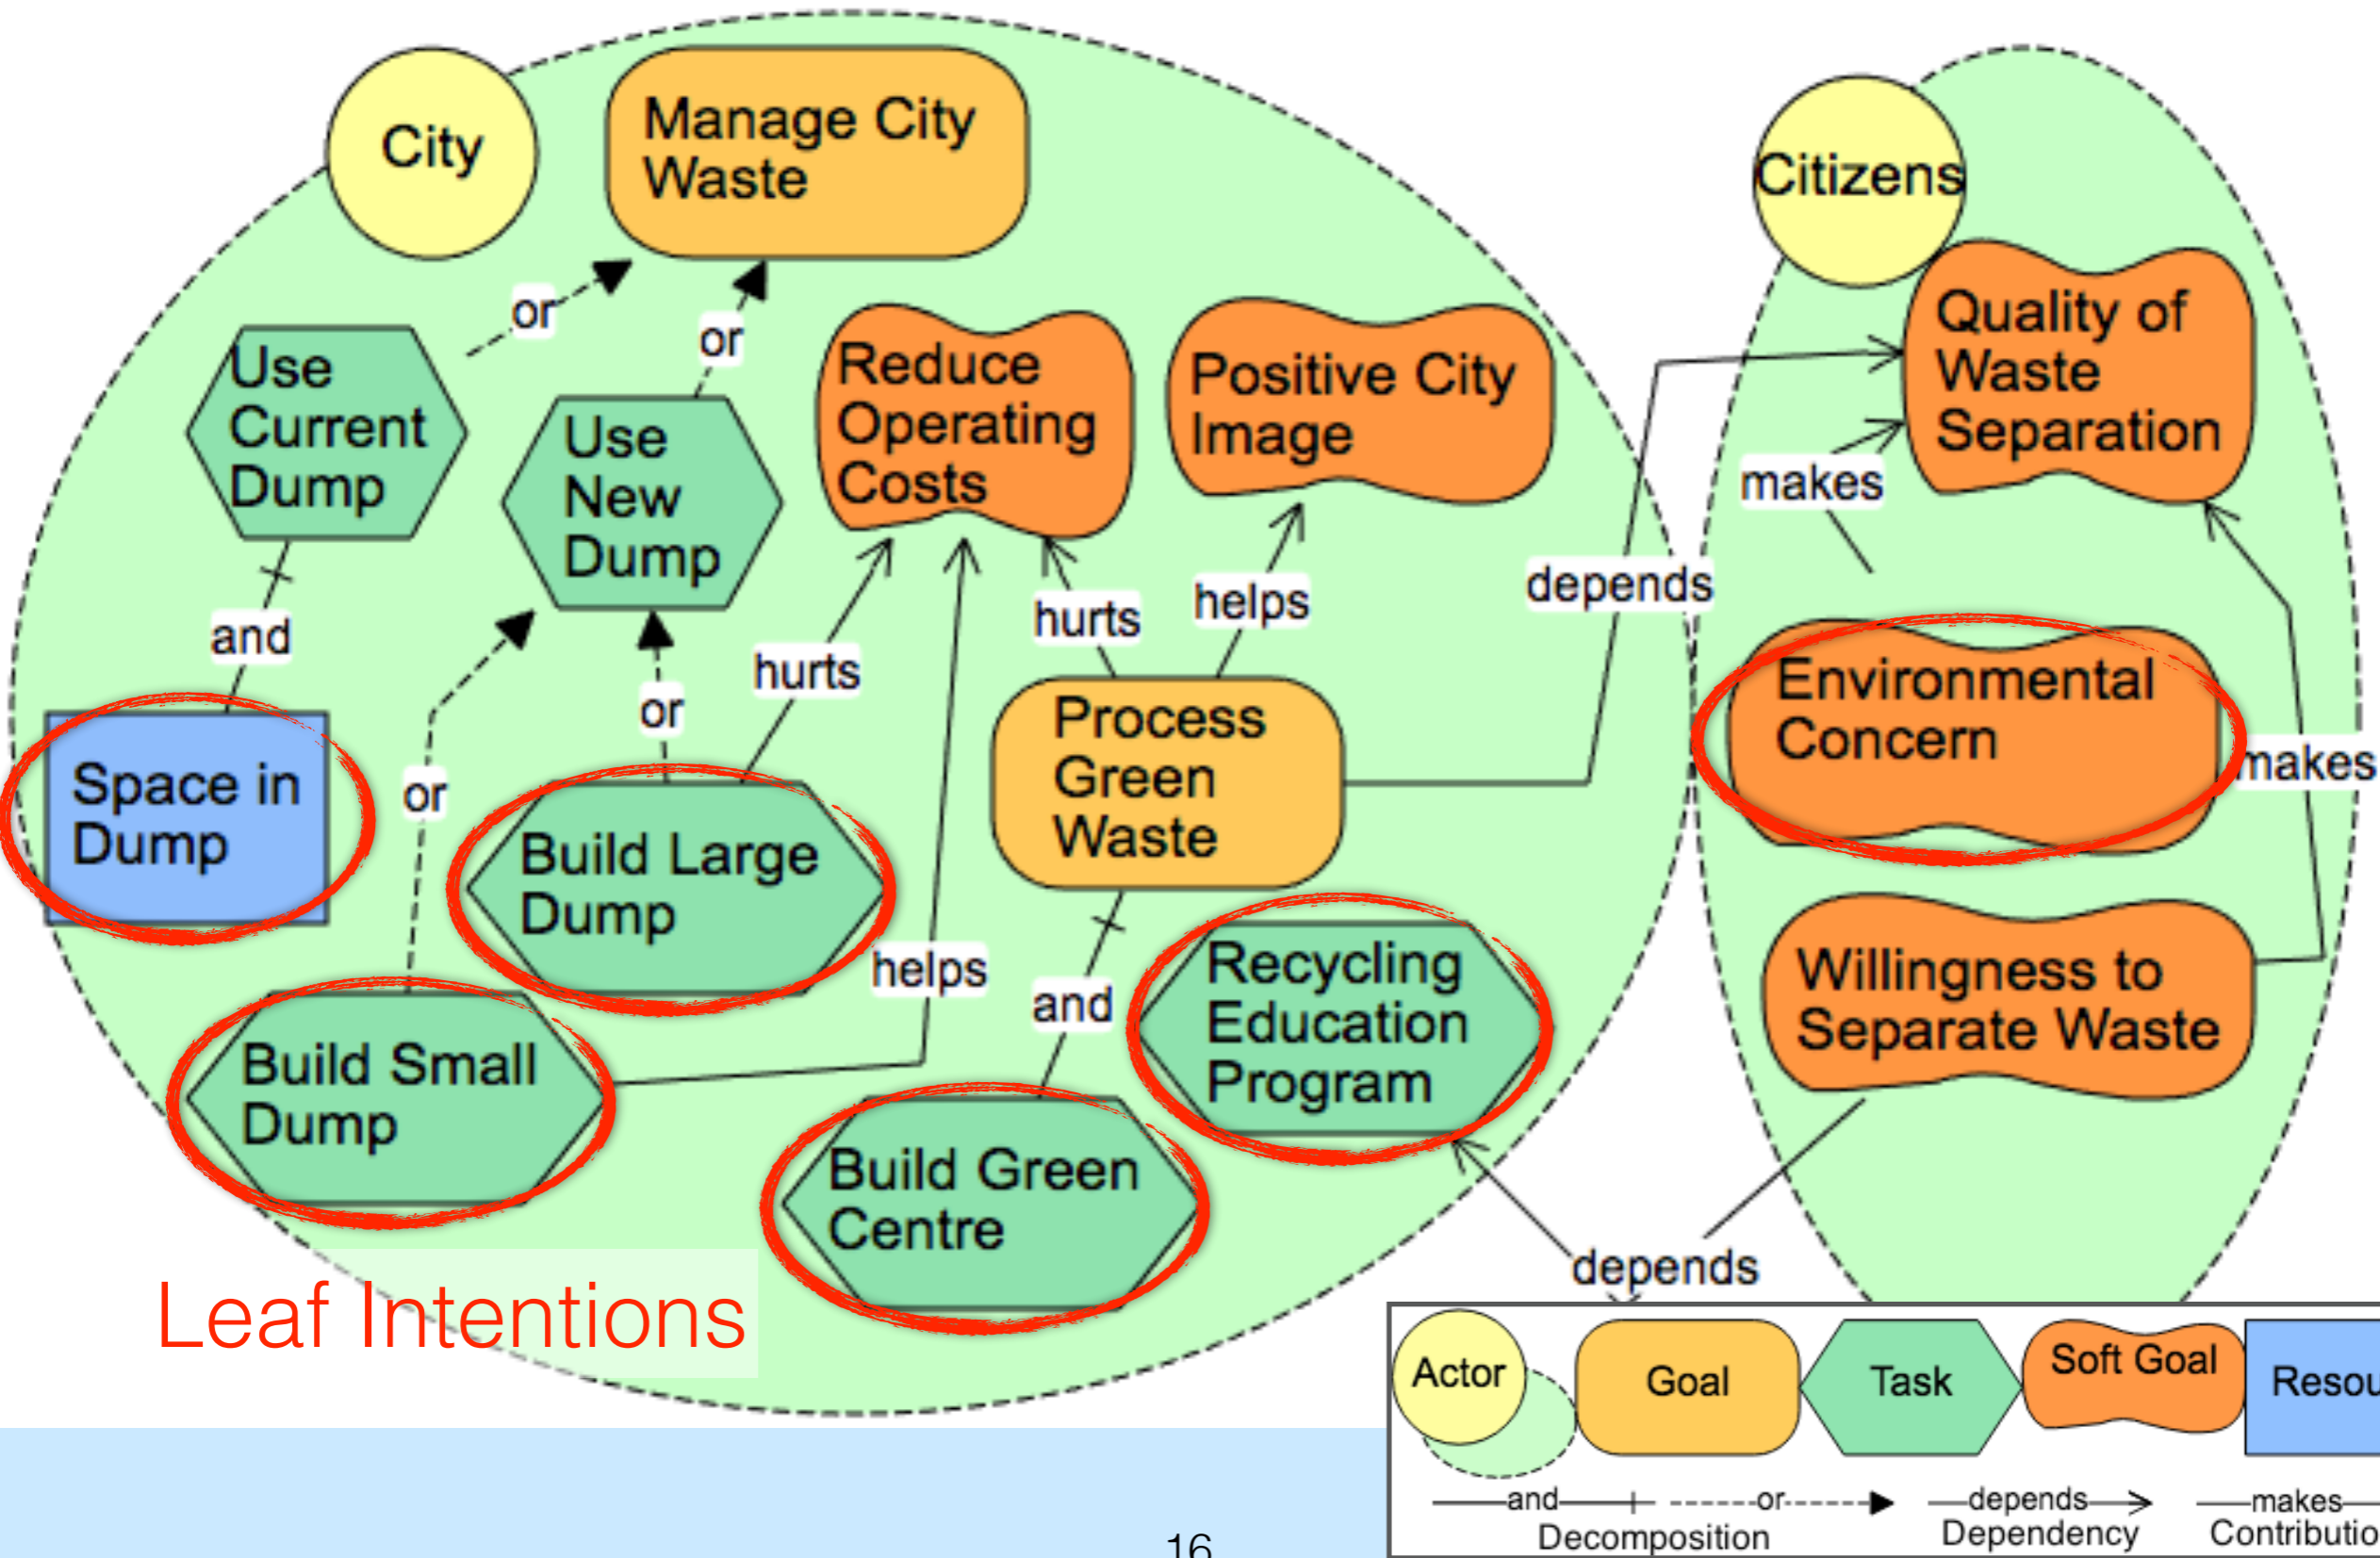 City
Manage City
Waste
Citizens
or
or
Use
Current
Dump
Use
New
Dump
Reduce
Operating
Costs
Positive City
Image
Quality of
Waste
Separation
makes
and
hurts
hurts
helps
depends
or
or
Space in
Dump
Build Large
Dump
Process
Green
Waste
Environmental
Concern
makes
helps
and
Recycling
Education
Program
Willingness to
Separate Waste
Build Small
Dump
Build Green
Centre
depends
Leaf Intentions
Actor
Goal
Task
Soft Goal
Resou
and
or
depends
makes
Decomposition
Dependency
Contributio
16